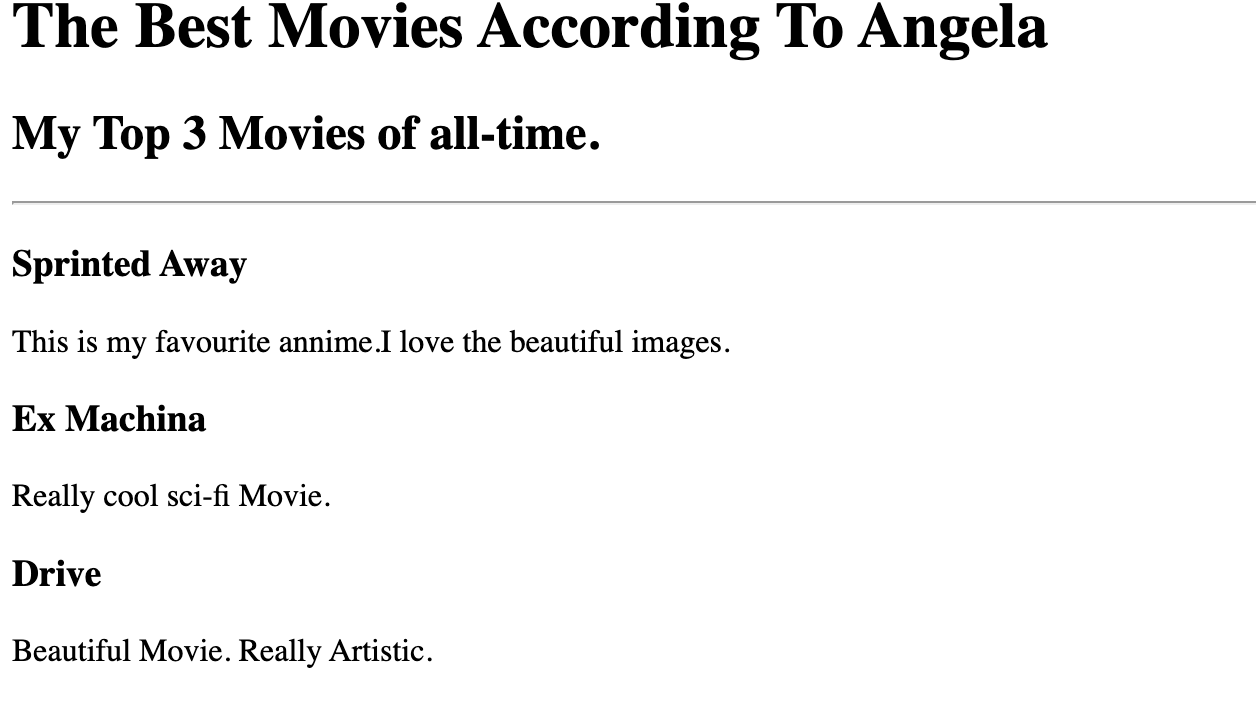 The Best Movies According To Angela
My Top 3 Movies of all-time.
Sprinted Away
This is my favourite annime.I love the beautiful images.
Ex Machina
Really cool sci-fi Movie.
Drive
Beautiful Movie. Really Artistic.